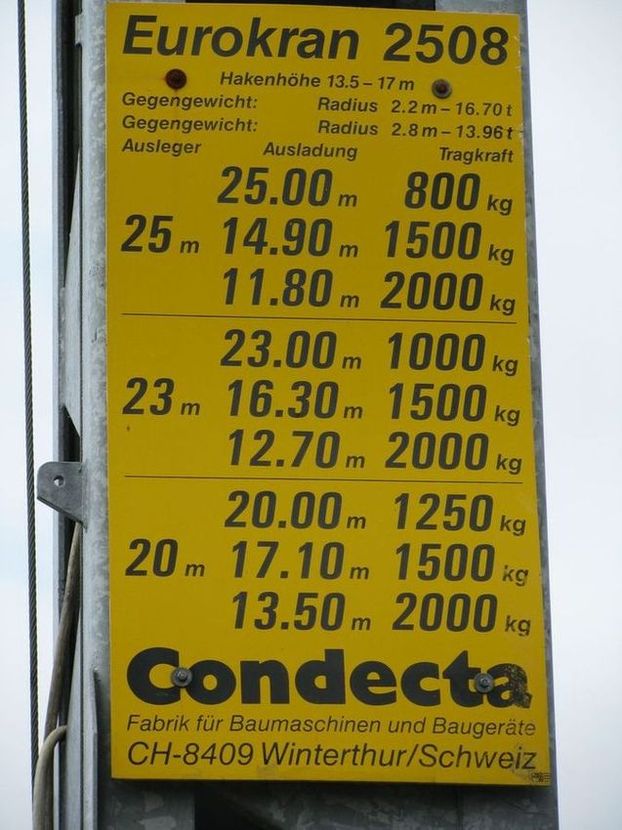 Eurokran 2508
Hakenhöhe 13.5 – 17 m
Gegengewicht: Radius 2.2 m – 16.70 t
Gegengewicht: Radius 2.8 m – 13.96 t
Ausleger Ausladung Tragkraft
25.00 m 800 kg
25 m 14.90 m 1500 kg
11.80 m 2000 kg
23.00 m 1000 kg
23 m 16.30 m 1500 kg
12.70 m 2000 kg
20.00 m 1250 kg
20 m 17.10 m 1500 kg
13.50 m 2000 kg
Condecta
Fabrik für Baumaschinen und Baugeräte
CH-8409 Winterthur/Schweiz